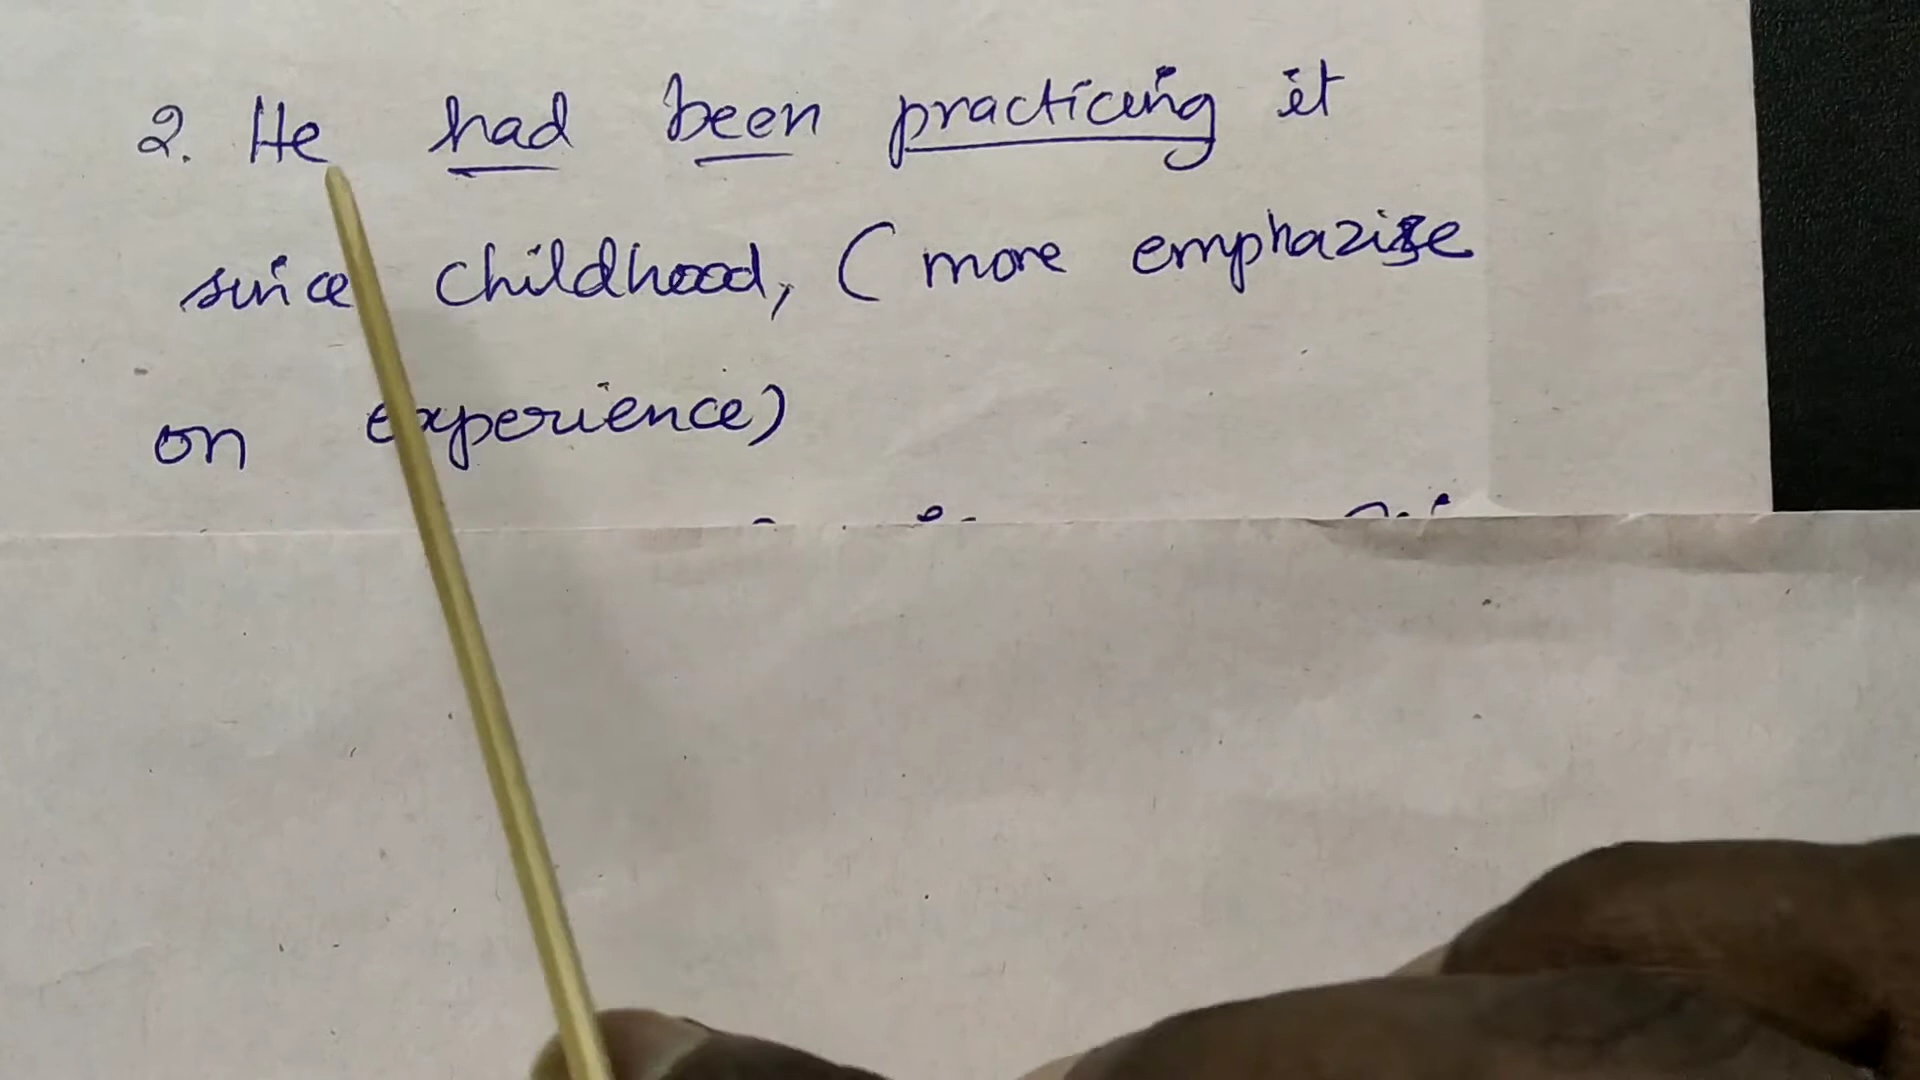 2. He had been practicing it
since childhood, (more emphazise
on experience)